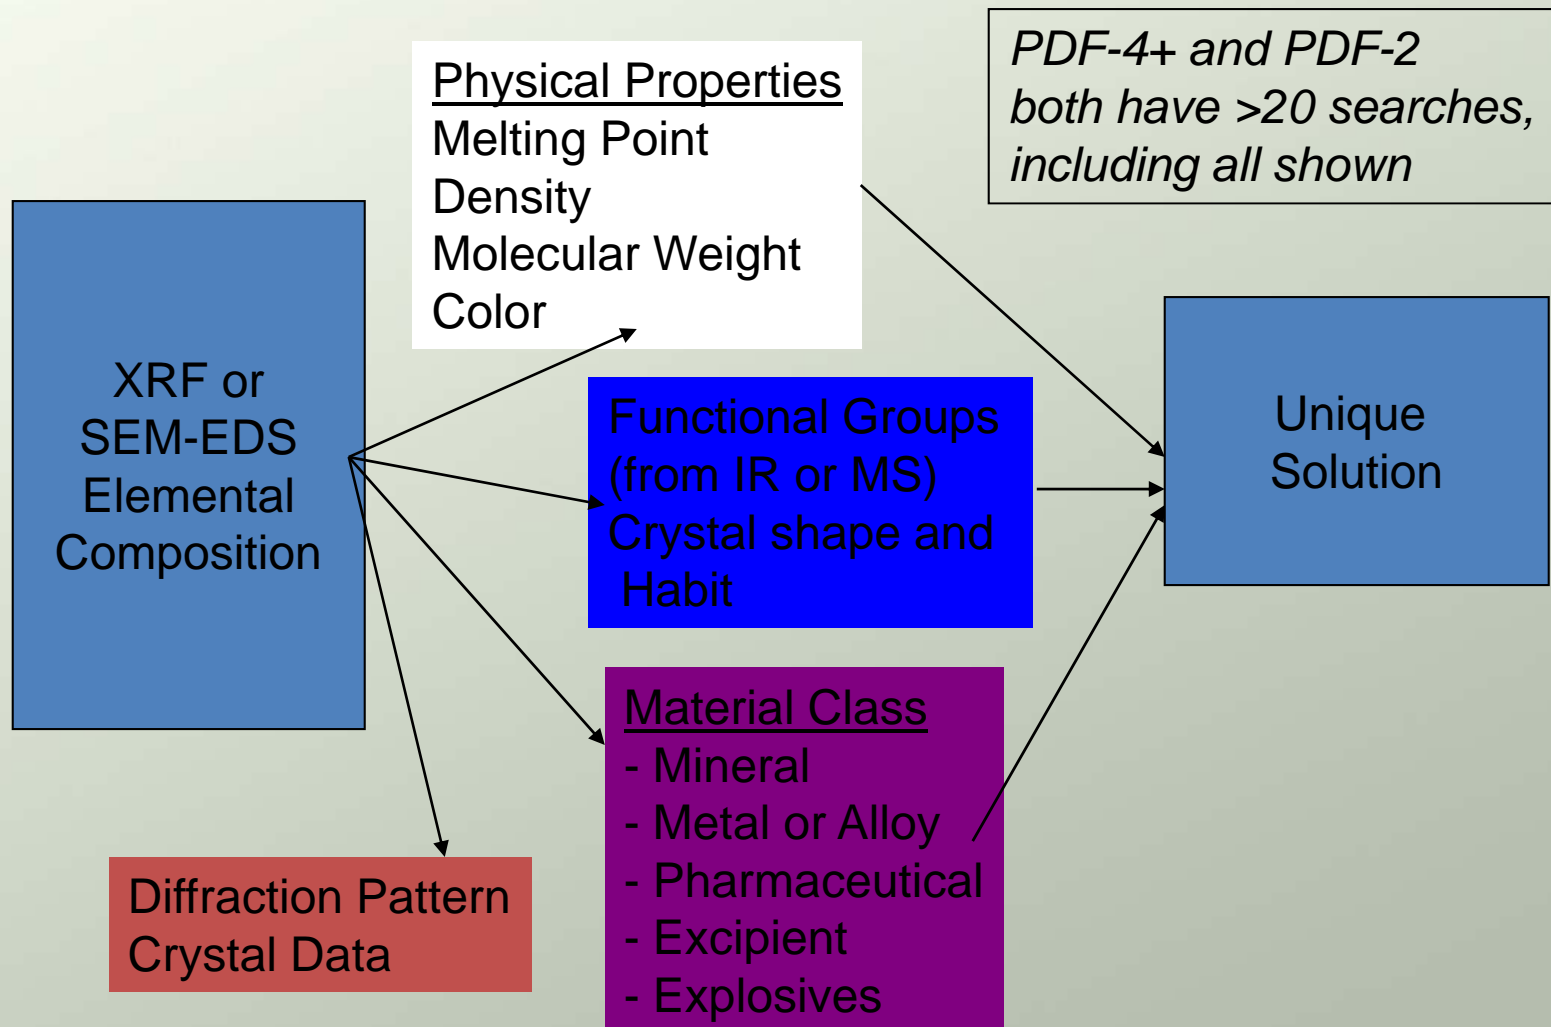 Physical Properties
Melting Point
Density
Molecular Weight
Color
PDF-4+ and PDF-2
both have >20 searches,
including all shown
XRF or
SEM-EDS
Elemental
Composition
Functional Groups
(from IR or MS)
Crystal shape and
Habit
Unique
Solution
Material Class
- Mineral
- Metal or Alloy
- Pharmaceutical
- Excipient
- Explosives
Diffraction Pattern
Crystal Data